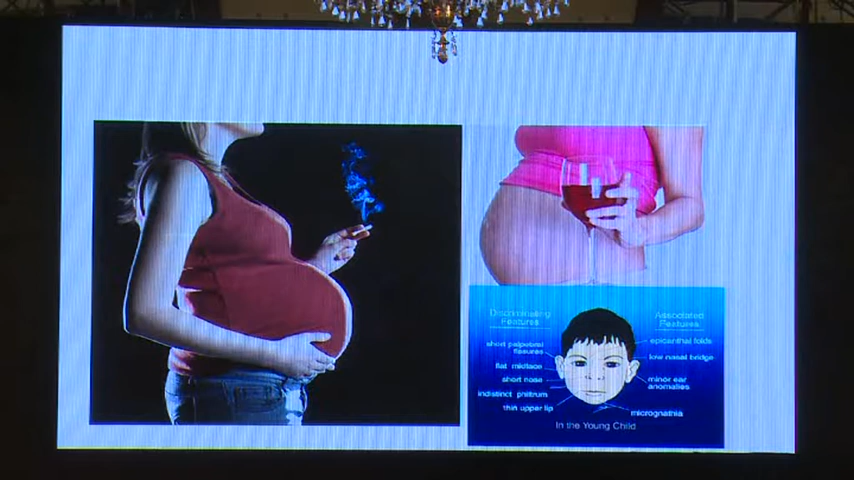 Discriminating
Features
short palpebral
fissures
flat midface
short nose
indistinct philtrum
thin upper lip
Associated
Features
epicanthal folds
low nasal bridge
minor ear
anomalies
micrognathia
In the Young Child